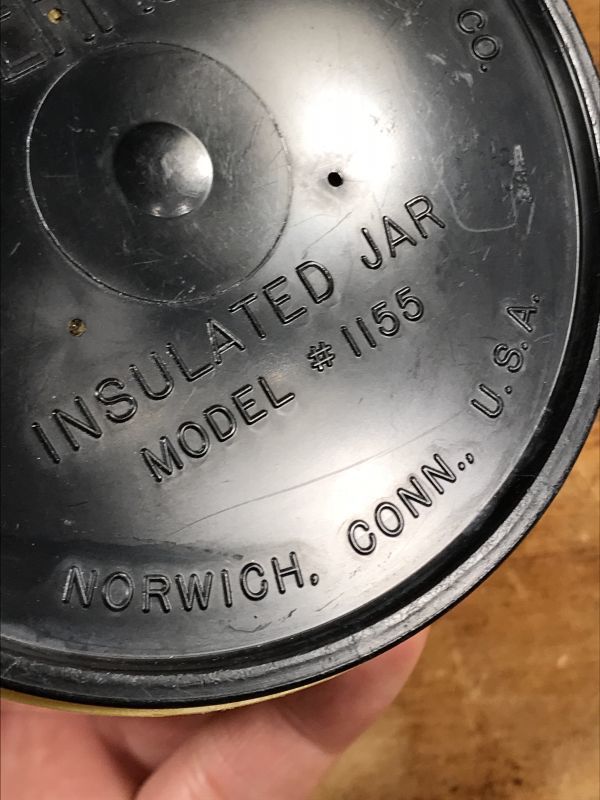 CO.
INSULATED JAR
MODEL #1155
NORWICH, CONN., U.S.A.